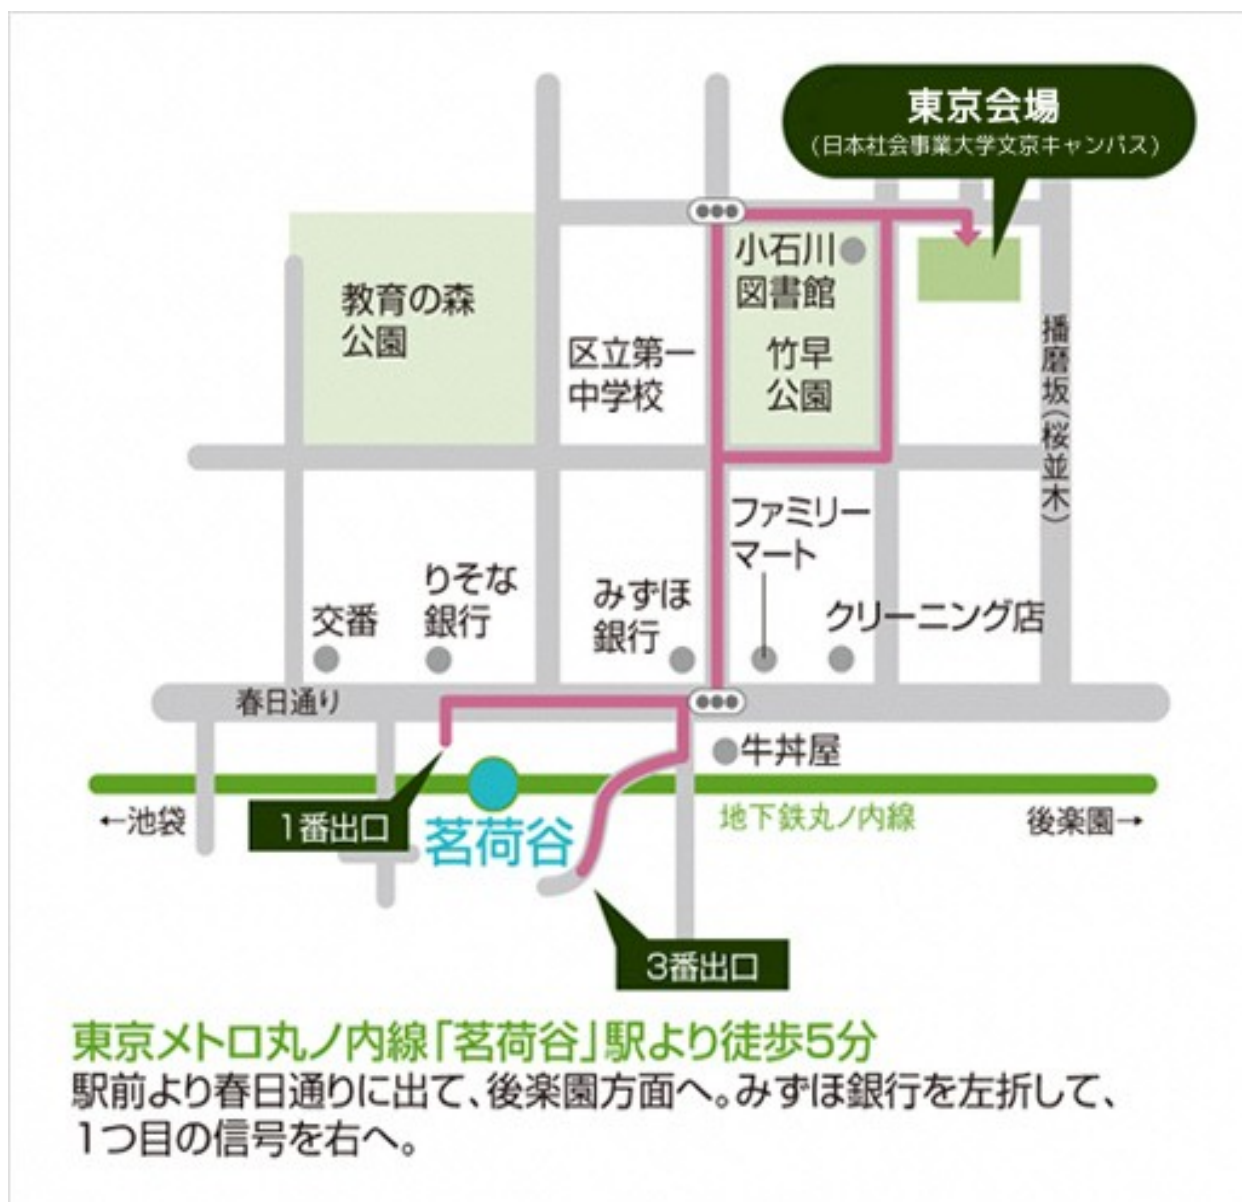 東京会場
(日本社会事業大学文京キャンパス)
小石川
図書館
教育の森
公園
区立第一
中学校
竹早
公園
播磨坂(桜並木)
ファミリー
マート
りそな
銀行
みずほ
銀行
交番
クリーニング店
春日通り
牛丼屋
←池袋
1番出口
茗荷谷
地下鉄丸ノ内線
後楽園→
3番出口
東京メトロ丸ノ内線「茗荷谷」駅より徒歩5分
駅前より春日通りに出て、後楽園方面へ。みずほ銀行を左折して、
1つ目の信号を右へ。